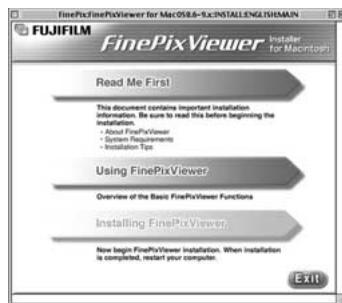 FinePix:FinePixViewer for MacOS8.6-9.x:INSTALL:ENGLISH:MAIN
FUJIFILM
FinePixViewer Installer for Macintosh
Read Me First
This document contains important installation
information. Be sure to read this before beginning the
installation.
- About FinePixViewer
- System Requirements
- Installation Tips
Using FinePixViewer
Overview of the Basic FinePixViewer Functions
Installing FinePixViewer
Now begin FinePixViewer installation. When installation
is completed, restart your computer.
Exit